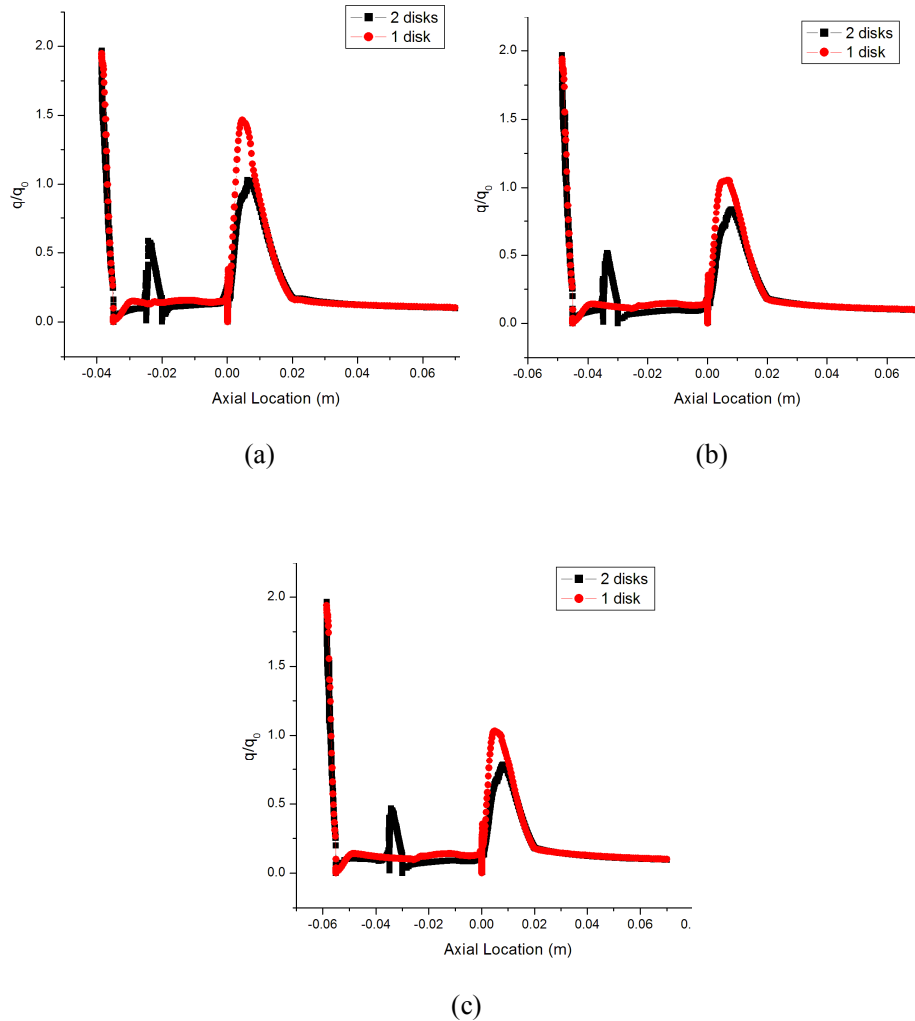 2 disks
1 disk
2.0
1.5
1.0
0.5
0.0
q/q0
-0.04 -0.02 0.00 0.02 0.04 0.06
Axial Location (m)
(a)
2 disks
1 disk
2.0
1.5
1.0
0.5
0.0
q/q0
-0.06 -0.04 -0.02 0.00 0.02 0.04 0.06
Axial Location (m)
(b)
2 disks
1 disk
2.0
1.5
1.0
0.5
0.0
q/q0
-0.06 -0.04 -0.02 0.00 0.02 0.04 0.06 0.
Axial Location (m)
(c)